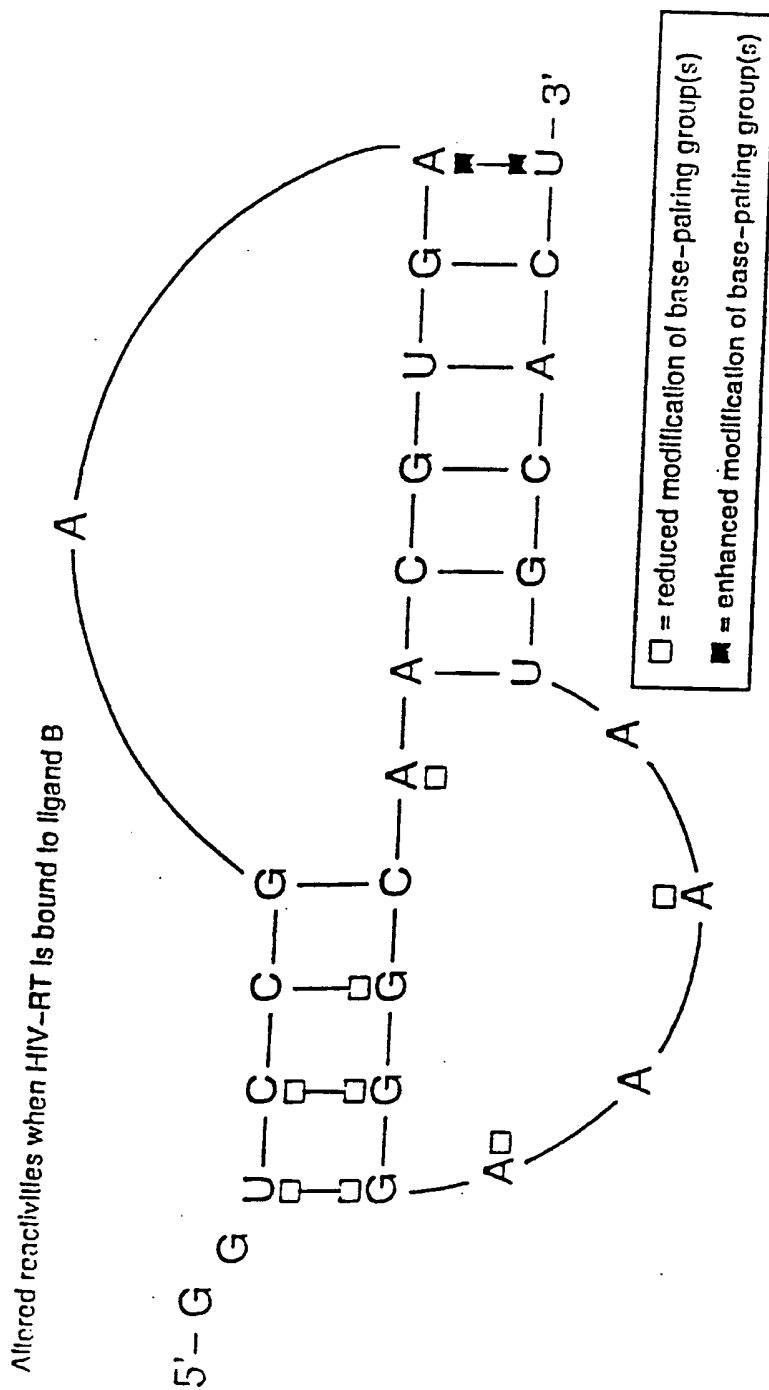 Altered reactivities when HIV-RT is bound to ligand B
A
5'-G G U-C-C-G
G-G-G-C-A-A-C-G-U-G-A
A A A A U-G-C-A-C-U-3'
□ = reduced modification of base-pairing group(s)
■ = enhanced modification of base-pairing group(s)